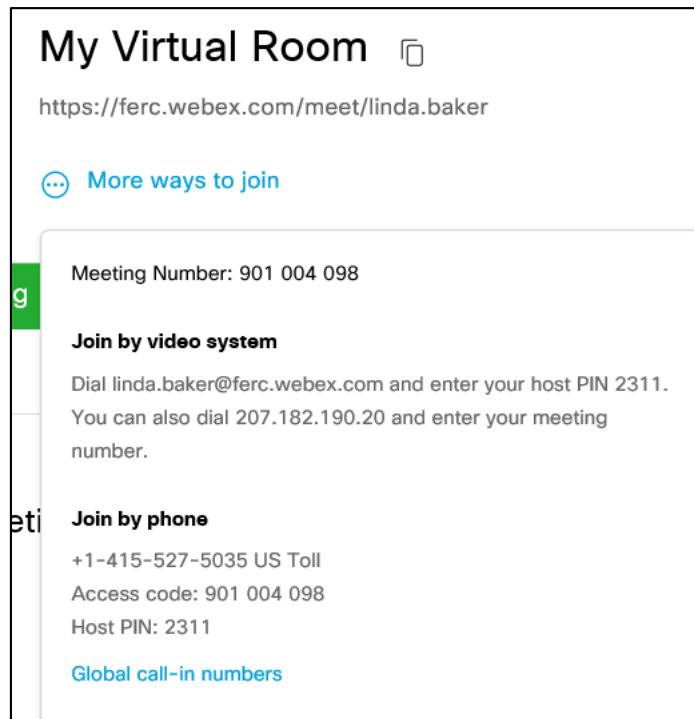 My Virtual Room
https://ferc.webex.com/meet/linda.baker
More ways to join
Meeting Number: 901 004 098
g
Join by video system
Dial linda.baker@ferc.webex.com and enter your host PIN 2311.
You can also dial 207.182.190.20 and enter your meeting
number.
eti
Join by phone
+1-415-527-5035 US Toll
Access code: 901 004 098
Host PIN: 2311
Global call-in numbers